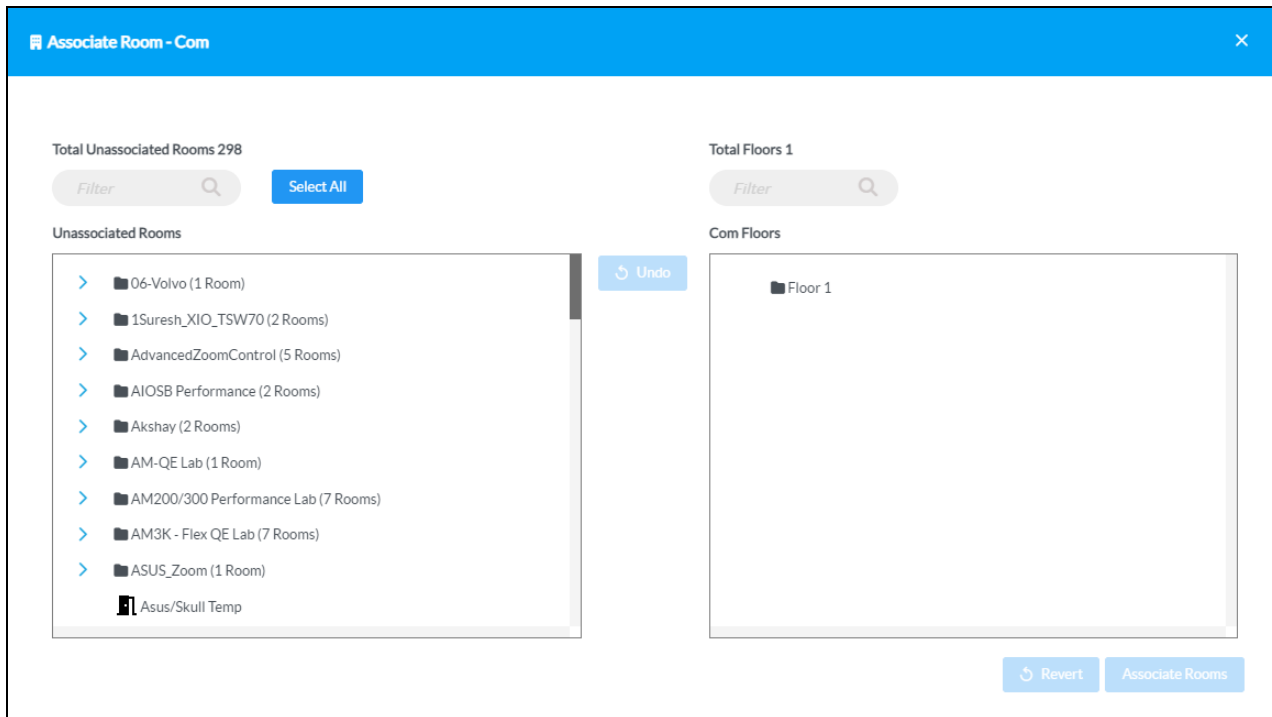 Associate Room - Com
Total Unassociated Rooms 298
Filter
Select All
Unassociated Rooms
06-Volvo (1 Room)
1Suresh_XIO_TSW70 (2 Rooms)
AdvancedZoomControl (5 Rooms)
AIOSB Performance (2 Rooms)
Akshay (2 Rooms)
AM-QE Lab (1 Room)
AM200/300 Performance Lab (7 Rooms)
AM3K - Flex QE Lab (7 Rooms)
ASUS_Zoom (1 Room)
Asus/Skull Temp
Undo
Total Floors 1
Filter
Com Floors
Floor 1
Revert
Associate Rooms